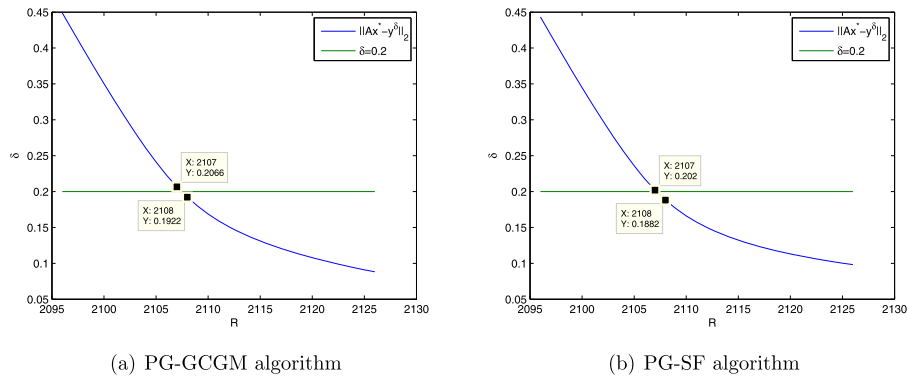 0.45
0.4
0.35
0.3
0.25
0.2
0.15
0.1
0.05
δ
||Ax*−y^δ||_2
δ=0.2
X: 2107
Y: 0.2066
X: 2108
Y: 0.1922
2095 2100 2105 2110 2115 2120 2125 2130
R
(a) PG-GCGM algorithm
0.45
0.4
0.35
0.3
0.25
0.2
0.15
0.1
0.05
δ
||Ax*−y^δ||_2
δ=0.2
X: 2107
Y: 0.202
X: 2108
Y: 0.1882
2095 2100 2105 2110 2115 2120 2125 2130
R
(b) PG-SF algorithm